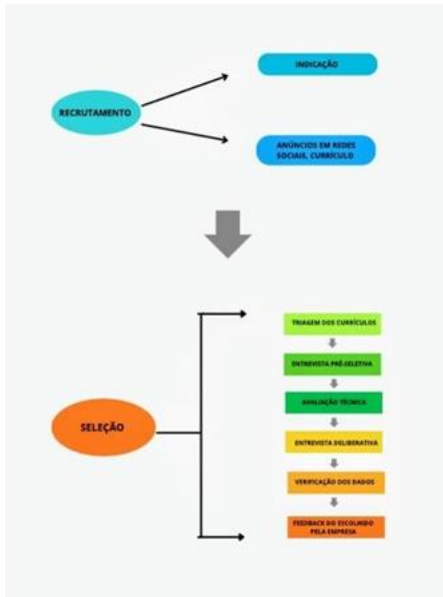 INDICAÇÃO
RECRUTAMENTO
ANÚNCIOS EM REDES
SOCIAIS, CURRÍCULO
TRIAGEM DOS CURRÍCULOS
ENTREVISTA PRÉ-SELETIVA
AVALIAÇÃO TÉCNICA
SELEÇÃO
ENTREVISTA DELIBERATIVA
VERIFICAÇÃO DOS DADOS
FEEDBACK DO ESCOLHIDO
PELA EMPRESA